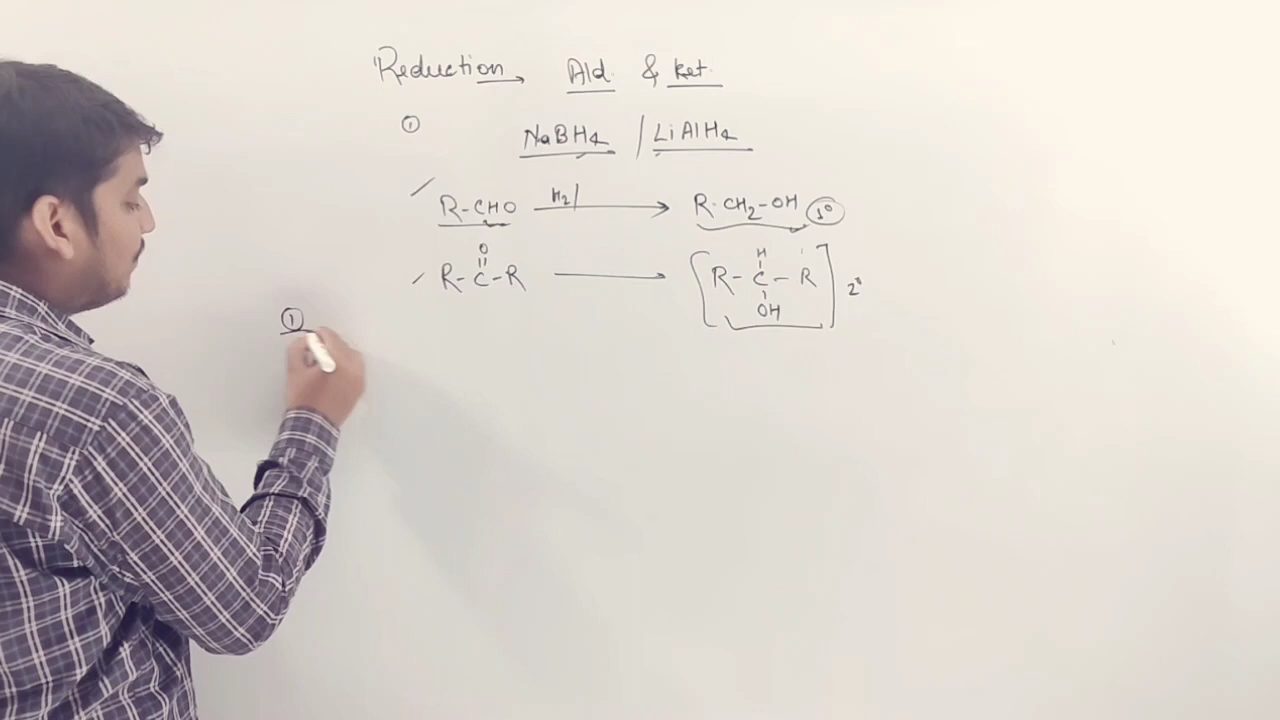 Reduction → Ald. & ket.
① NaBH4 / LiAlH4
R-CHO H2/ → R-CH2-OH 1°
O H
R-C-R → [R-C-R] 2°
OH
①